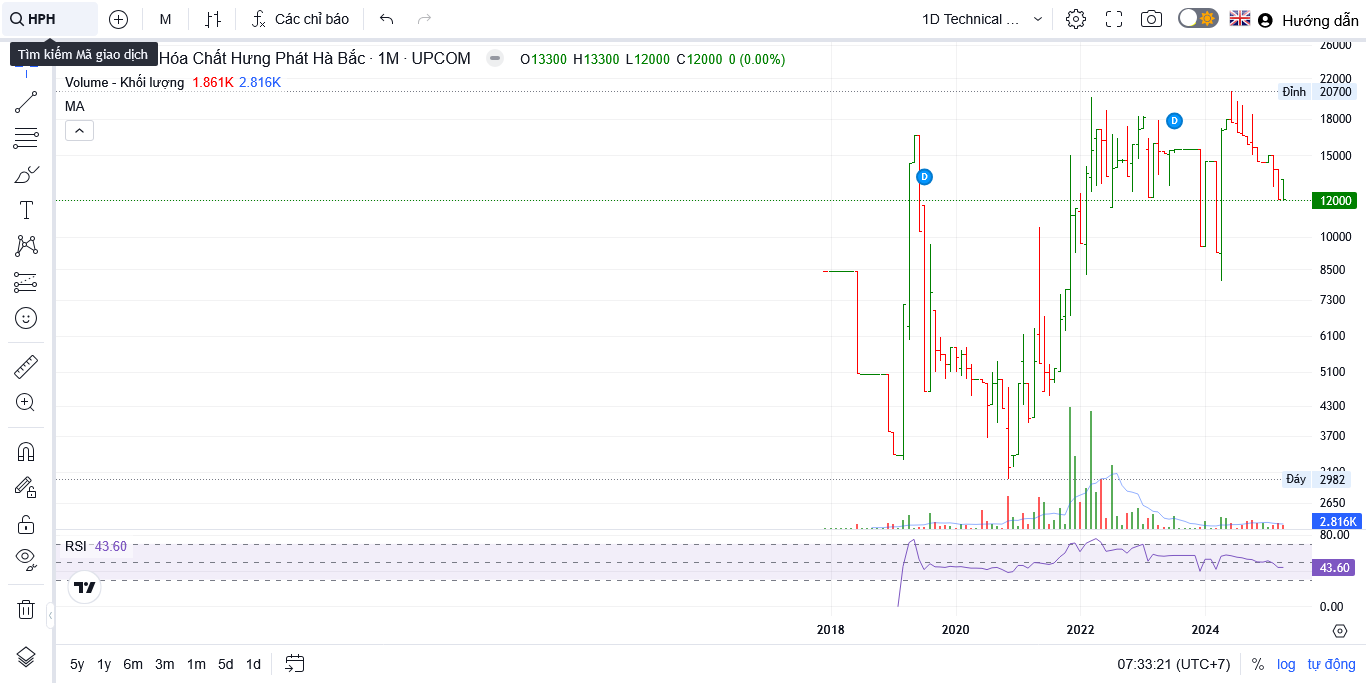 HPH
M
Các chỉ báo
1D Technical ...
Hướng dẫn
Tìm kiếm Mã giao dịch
Hóa Chất Hưng Phát Hà Bắc · 1M · UPCOM
O13300 H13300 L12000 C12000 0 (0.00%)
Volume - Khối lượng 1.861K 2.816K
MA
26000
22000
Đỉnh 20700
18000
15000
12000
10000
8500
7300
6100
5100
4300
3700
3100
Đáy 2982
2650
2.816K
80.00
RSI 43.60
43.60
0.00
D
D
2018 2020 2022 2024
5y 1y 6m 3m 1m 5d 1d
07:33:21 (UTC+7) % log tự động